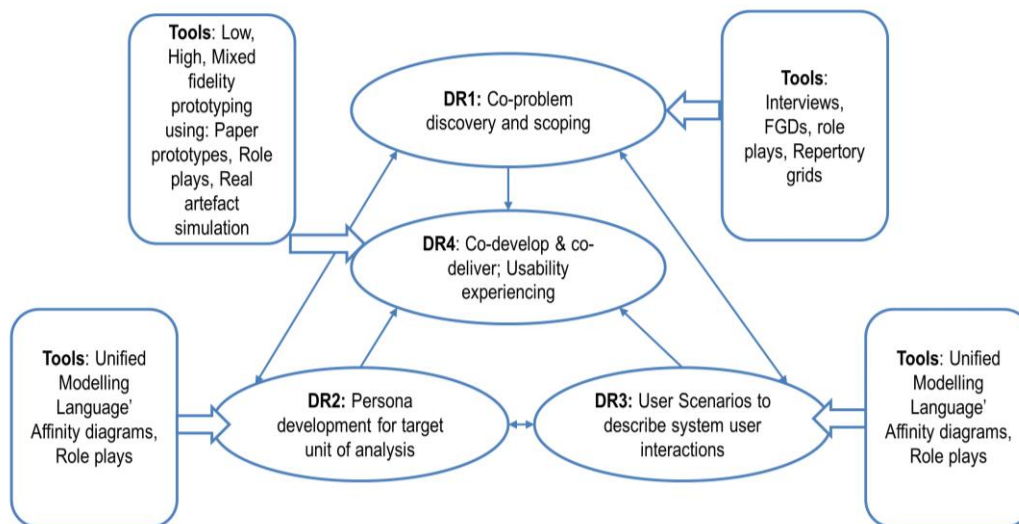 Tools: Low,
High, Mixed
fidelity
prototyping
using: Paper
prototypes, Role
plays, Real
artefact
simulation
DR1: Co-problem
discovery and scoping
Tools:
Interviews,
FGDs, role
plays, Repertory
grids
DR4: Co-develop & co-
deliver; Usability
experiencing
Tools: Unified
Modelling
Language’
Affinity diagrams,
Role plays
DR2: Persona
development for target
unit of analysis
DR3: User Scenarios to
describe system user
interactions
Tools: Unified
Modelling
Language’
Affinity diagrams,
Role plays